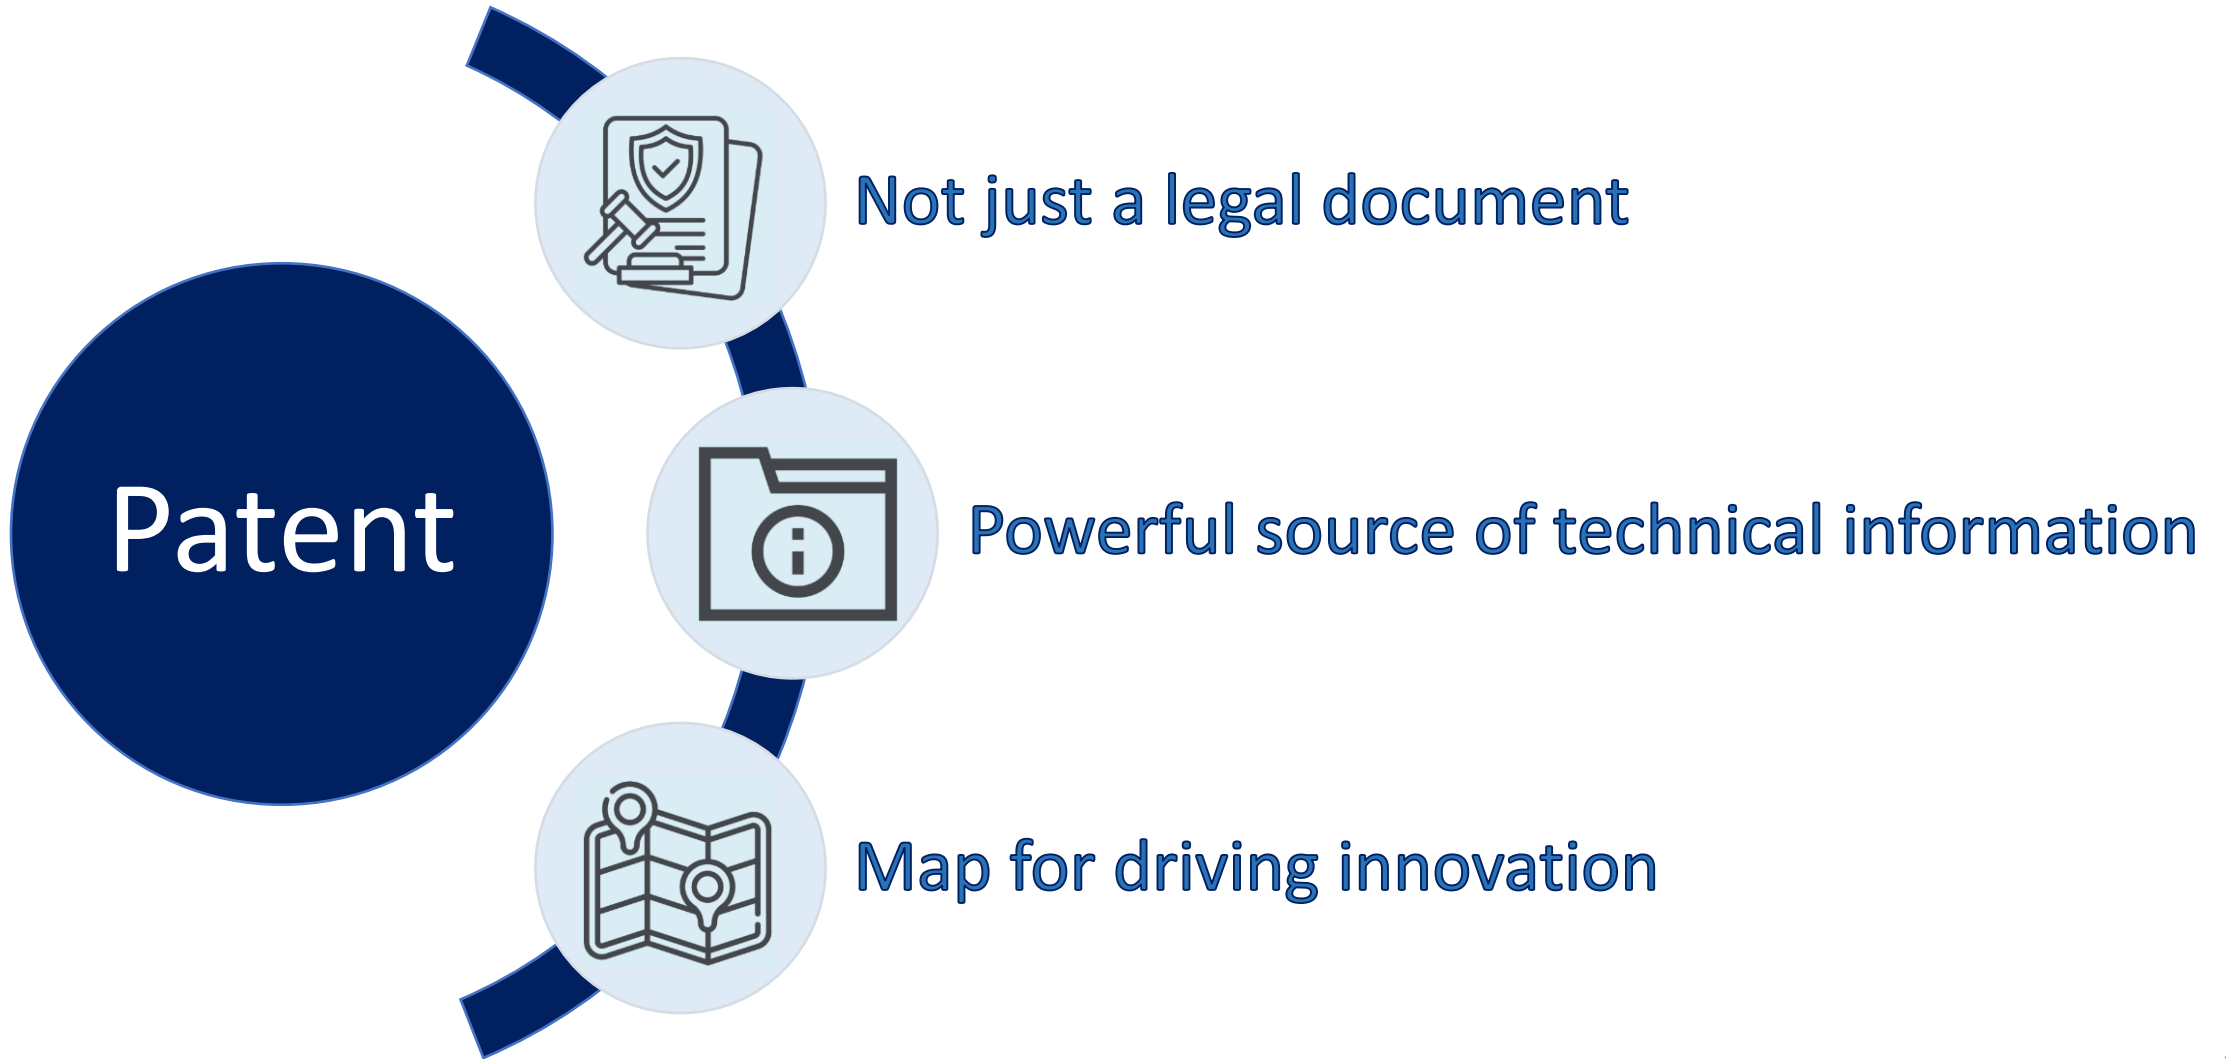 Not just a legal document
Patent
Powerful source of technical information
Map for driving innovation